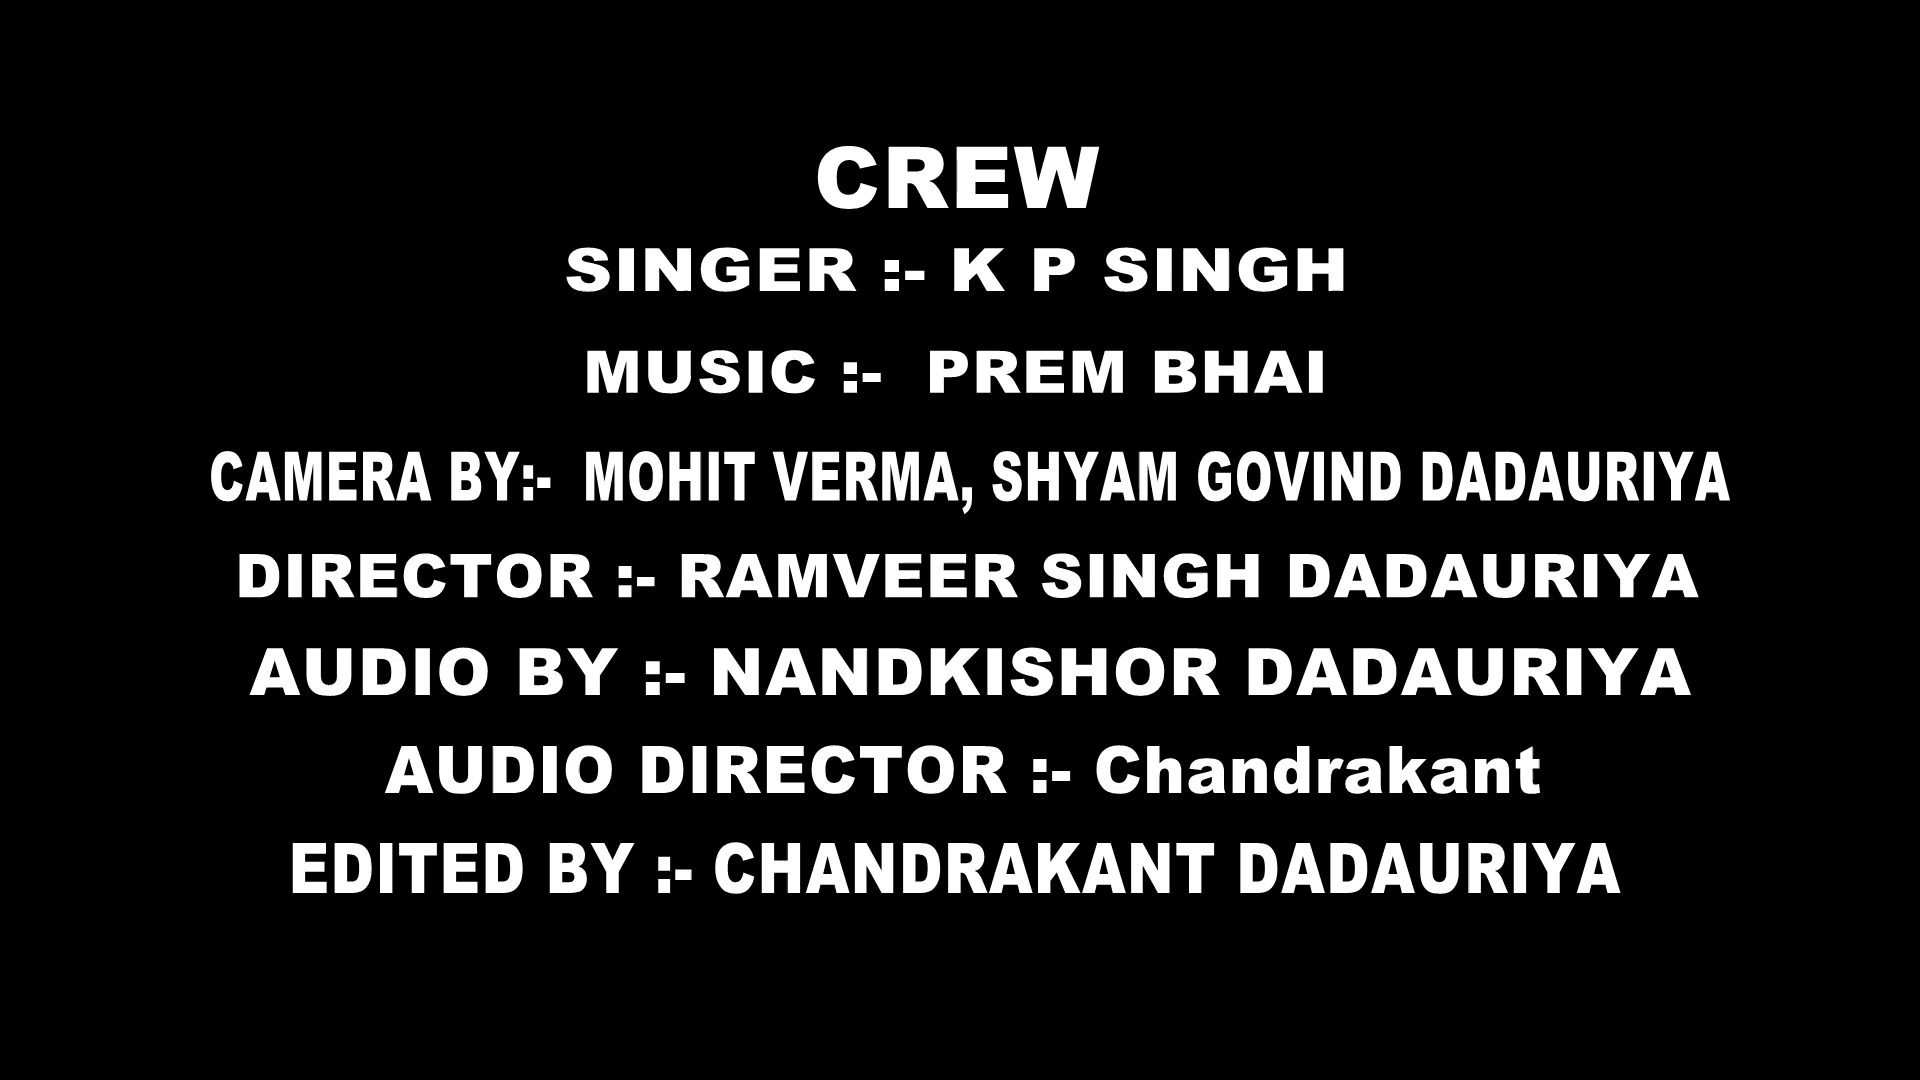 CREW
SINGER :- K P SINGH
MUSIC :-  PREM BHAI
CAMERA BY:-  MOHIT VERMA, SHYAM GOVIND DADAURIYA
DIRECTOR :- RAMVEER SINGH DADAURIYA
AUDIO BY :- NANDKISHOR DADAURIYA
AUDIO DIRECTOR :- Chandrakant
EDITED BY :- CHANDRAKANT DADAURIYA